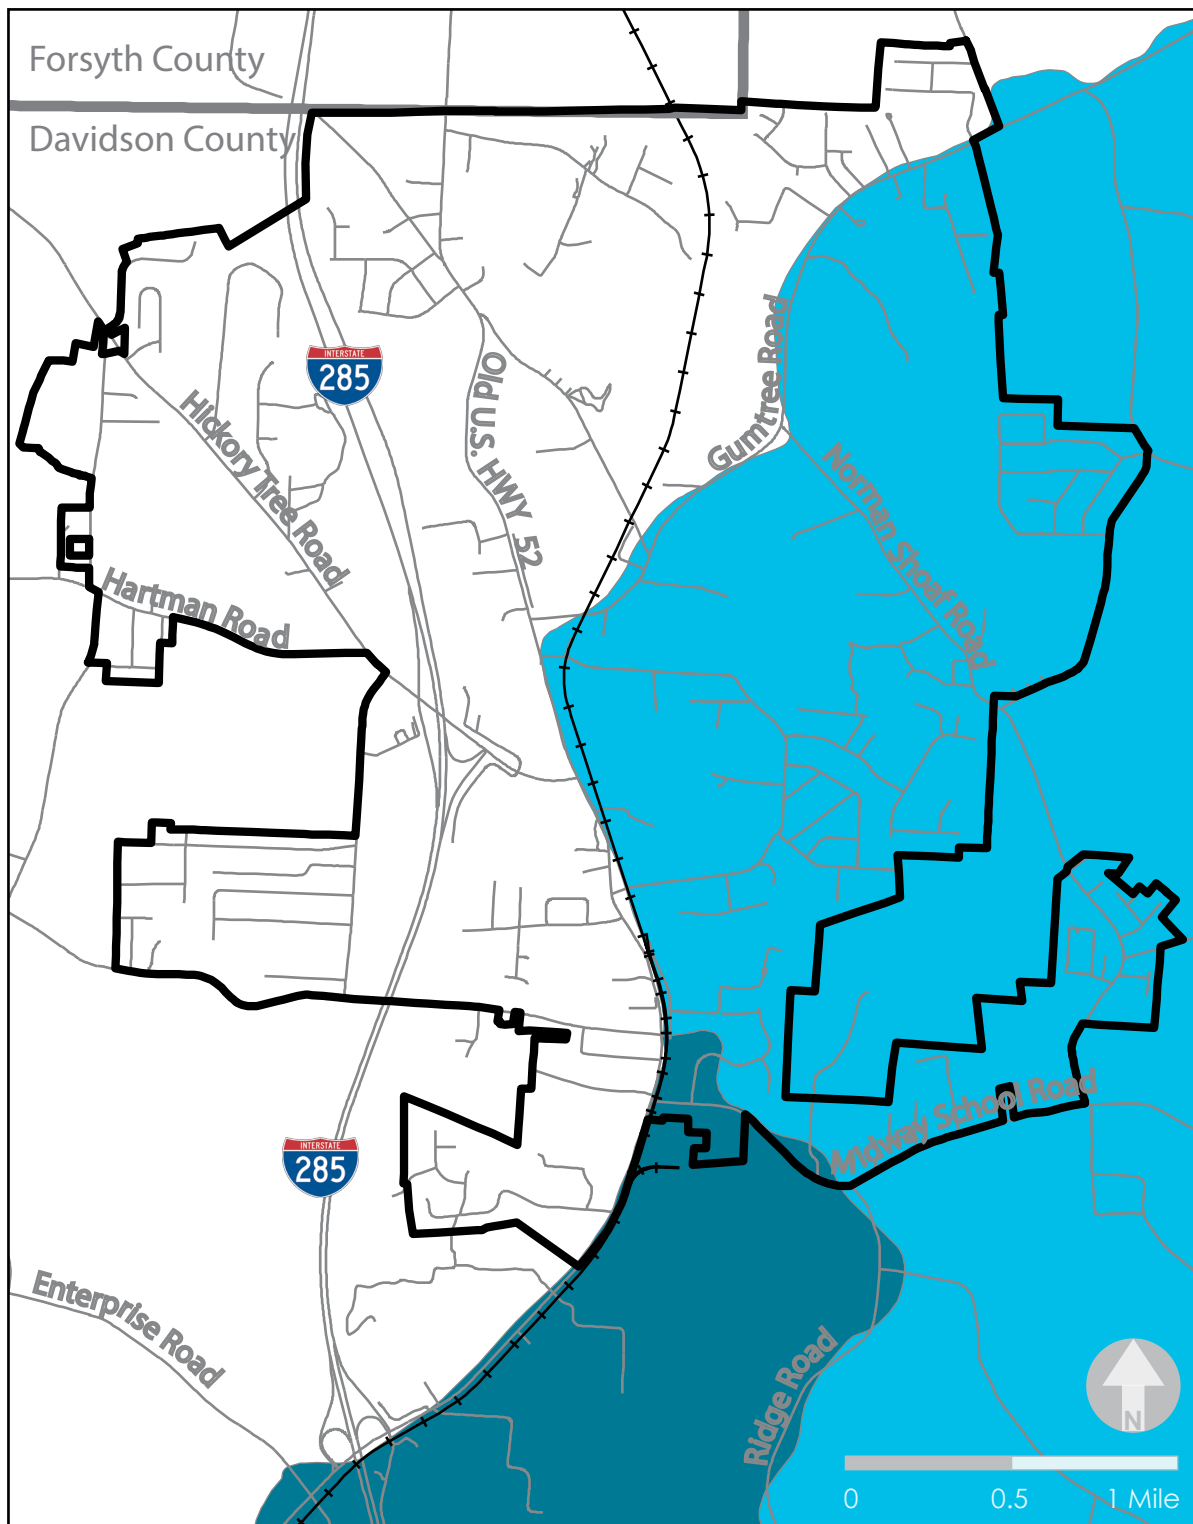 Forsyth County
Davidson County
INTERSTATE
285
Old U.S. HWY 52
Gumtree Road
Hickory Tree Road
Norman Shoaf Road
Hartman Road
Midway School Road
INTERSTATE
285
Enterprise Road
Ridge Road
N
0 0.5 1 Mile